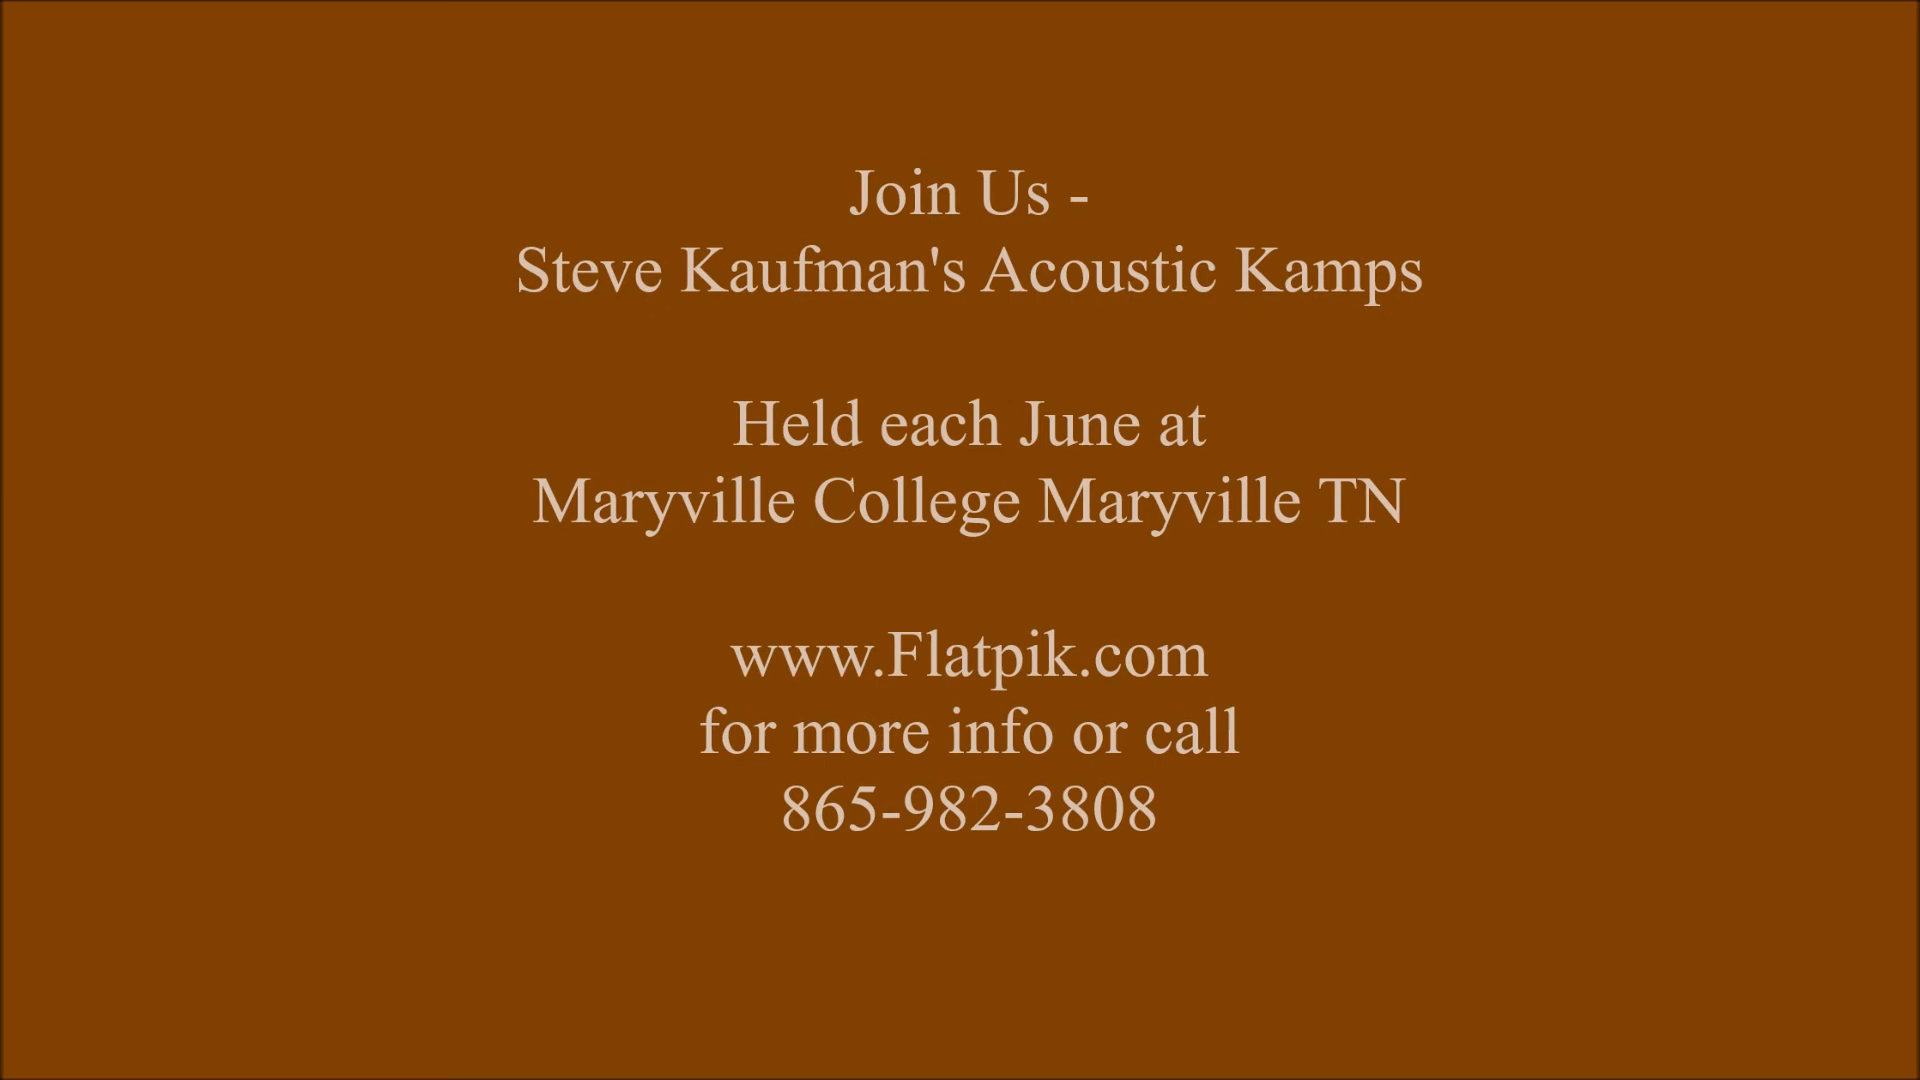 Join Us -
Steve Kaufman's Acoustic Kamps
Held each June at
Maryville College Maryville TN
www.Flatpik.com
for more info or call
865-982-3808